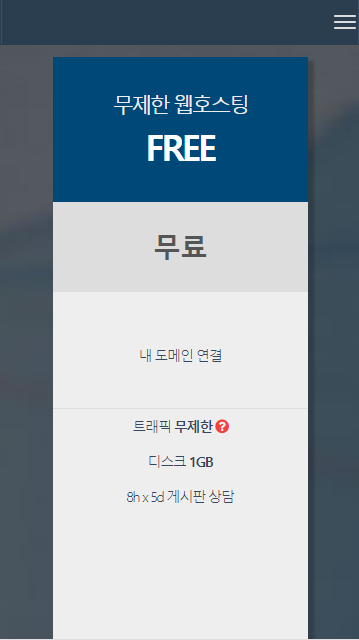 무제한 웹호스팅
FREE
무료
내 도메인 연결
트래픽 무제한 ?
디스크 1GB
8h x 5d 게시판 상담